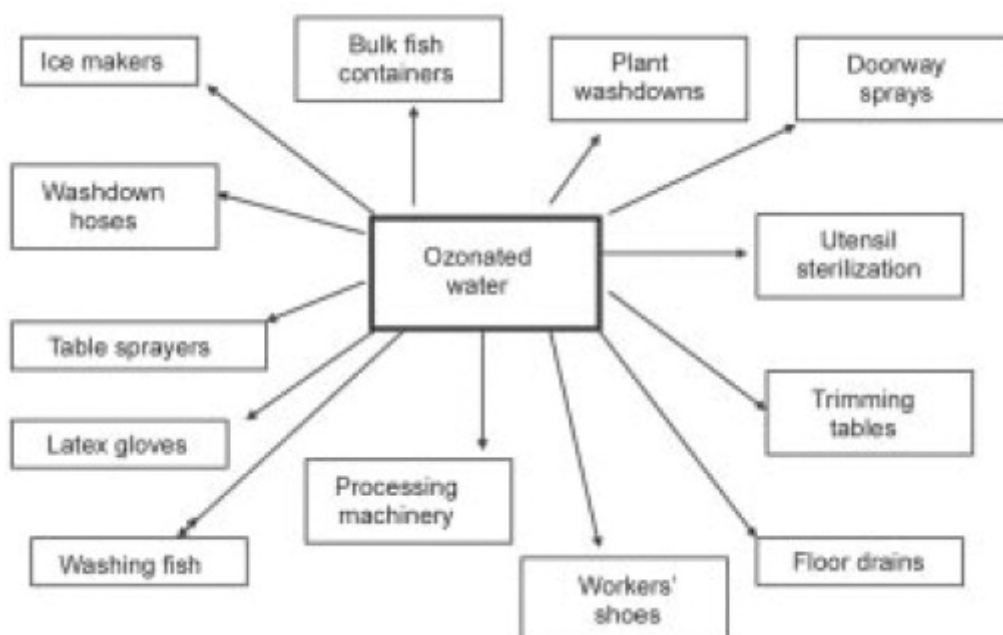 Ice makers
Bulk fish
containers
Plant
washdowns
Doorway
sprays
Washdown
hoses
Ozonated
water
Utensil
sterilization
Table sprayers
Trimming
tables
Latex gloves
Processing
machinery
Washing fish
Workers'
shoes
Floor drains